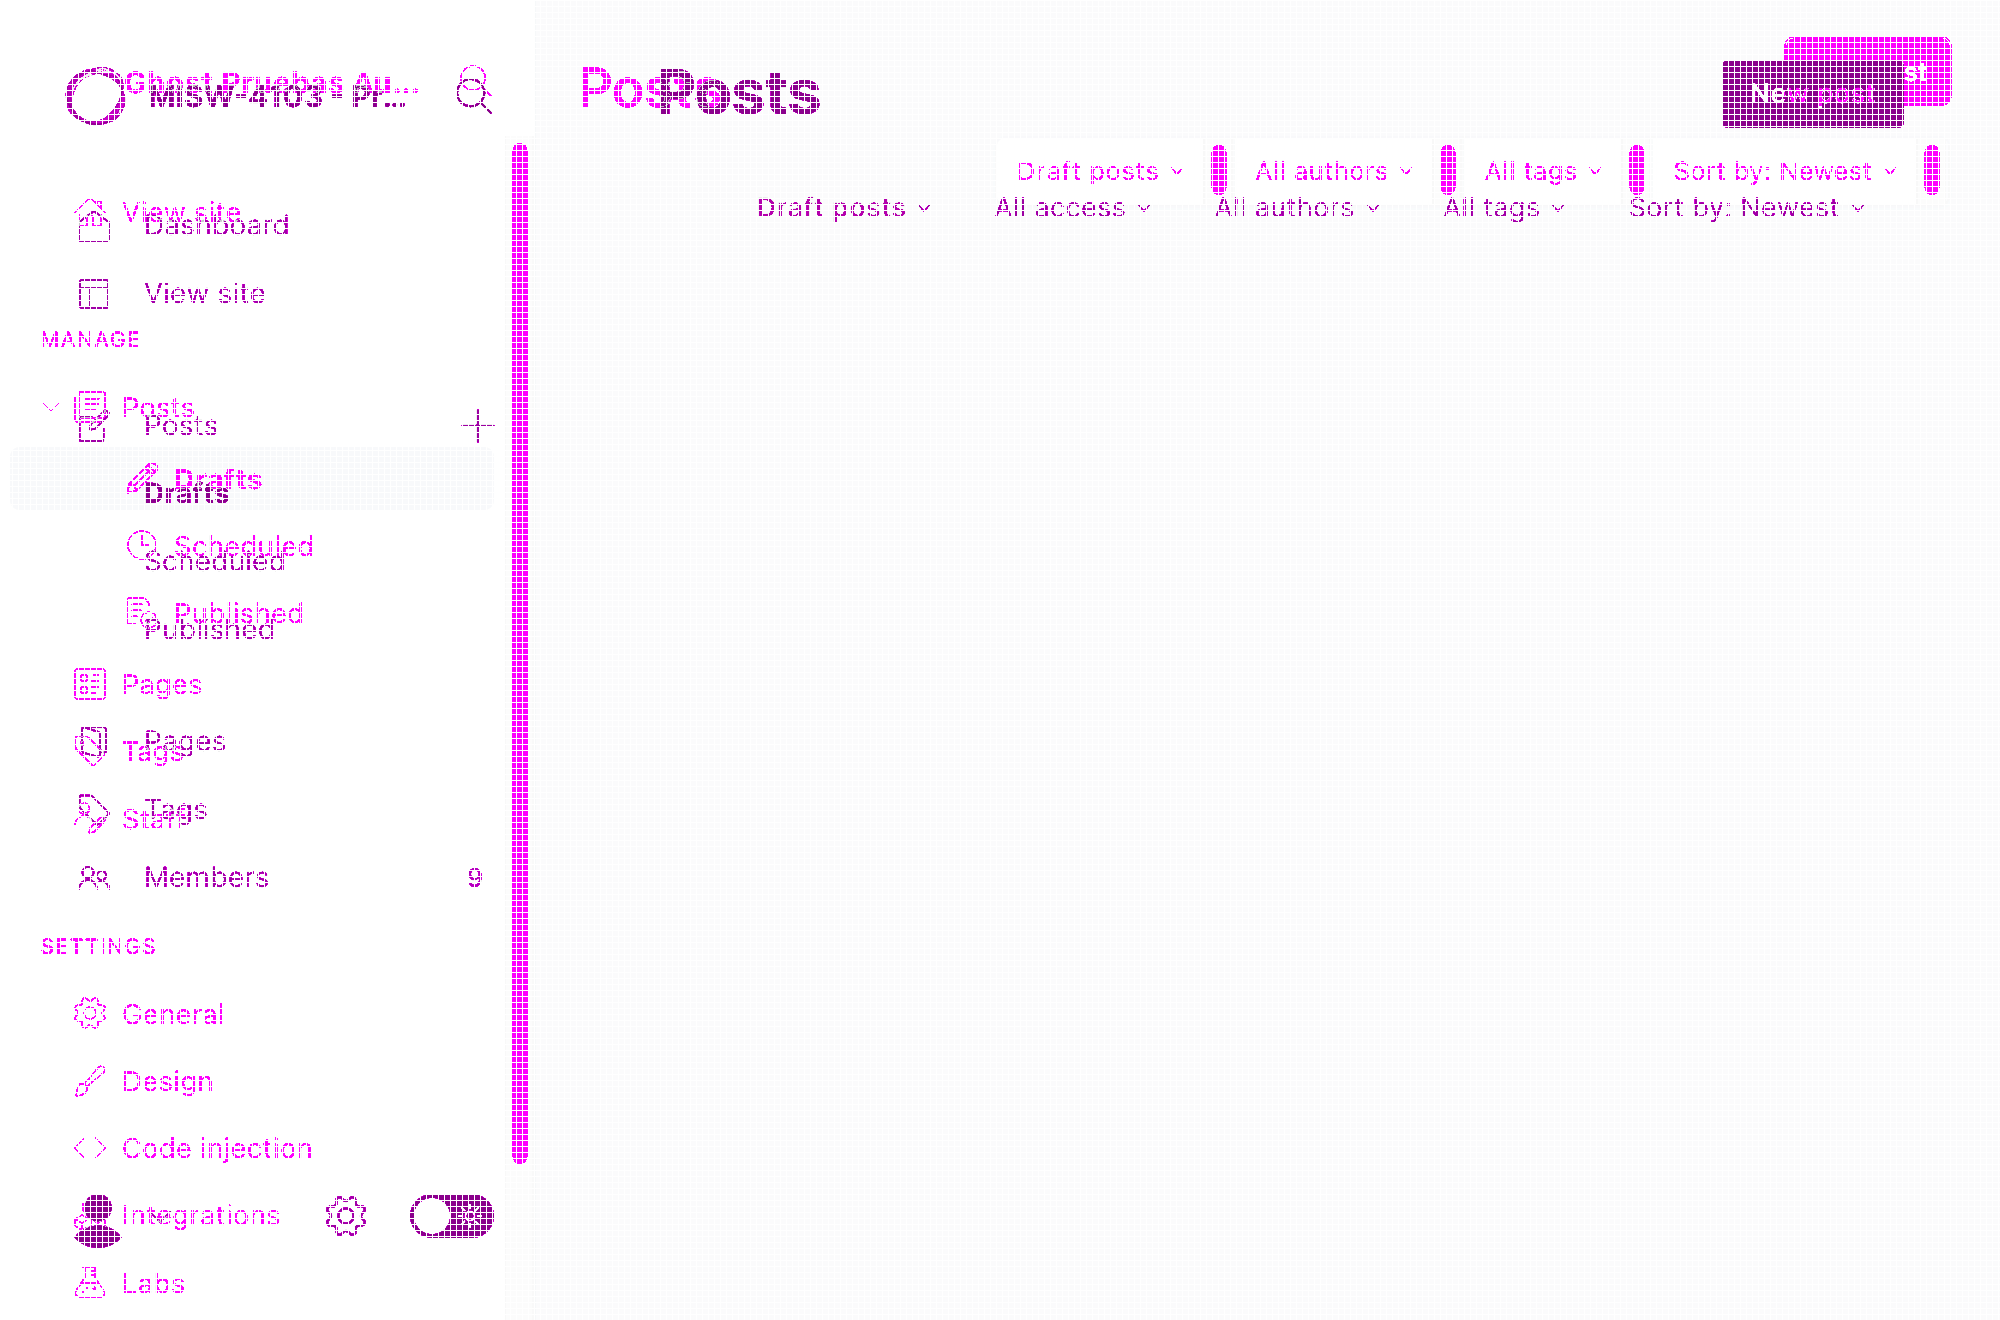 Ghost Pruebas Au...
MSW-4103 - Pr...
Posts
Posts
New post
Draft posts
All authors
All tags
Sort by: Newest
Draft posts
All access
All authors
All tags
Sort by: Newest
View site
Dashboard
View site
MANAGE
Posts
Posts
Drafts
Drafts
Scheduled
Scheduled
Published
Published
Pages
Pages
Tags
Tags
Staff
Members
9
SETTINGS
General
Design
Code injection
Integrations
Labs